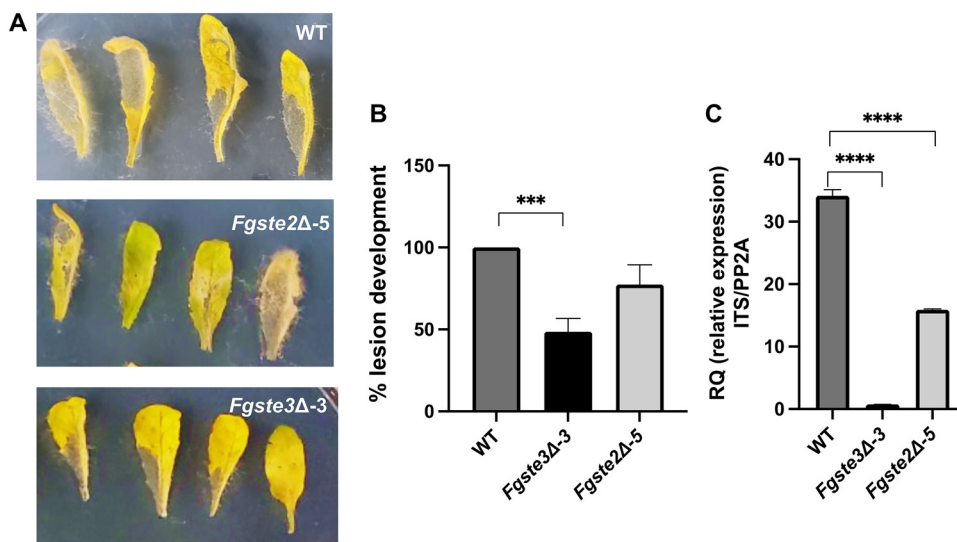 A
WT
Fgste2Δ-5
Fgste3Δ-3
B
% lesion development
150
100
50
0
***
WT
Fgste3Δ-3
Fgste2Δ-5
C
RQ (relative expression)
ITS/PP2A
40
30
20
10
0
****
****
WT
Fgste3Δ-3
Fgste2Δ-5